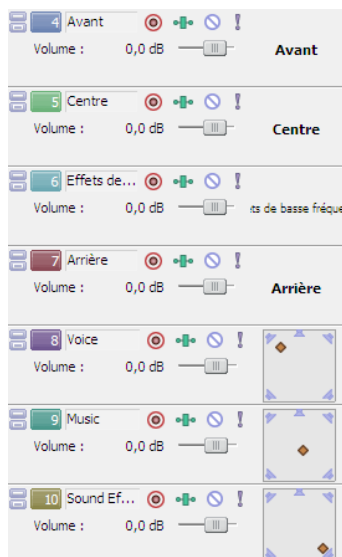 4 Avant
Volume : 0,0 dB Avant
5 Centre
Volume : 0,0 dB Centre
6 Effets de...
Volume : 0,0 dB ts de basse fréque
7 Arrière
Volume : 0,0 dB Arrière
8 Voice
Volume : 0,0 dB
9 Music
Volume : 0,0 dB
10 Sound Ef...
Volume : 0,0 dB